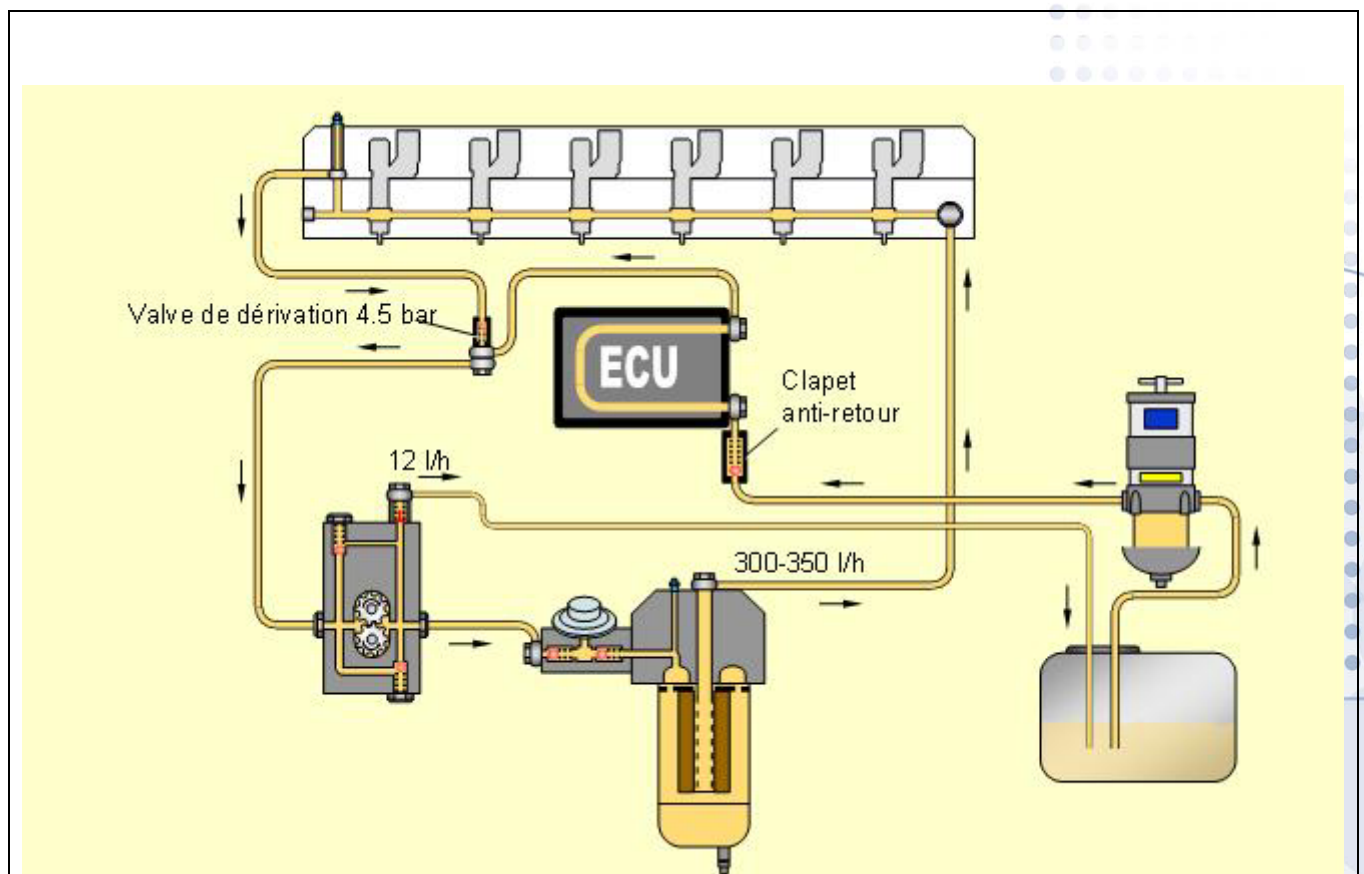 Valve de dérivation 4.5 bar
ECU
Clapet
anti-retour
12 l/h
300-350 l/h